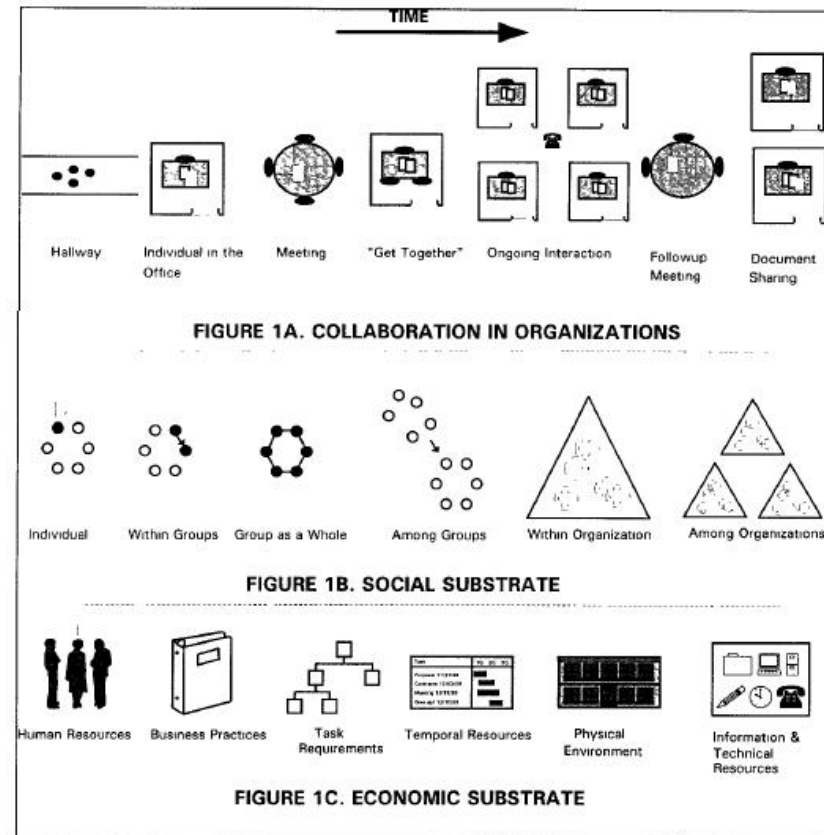 TIME
Hallway
Individual in the
Office
Meeting
"Get Together"
Ongoing Interaction
Followup
Meeting
Document
Sharing
FIGURE 1A. COLLABORATION IN ORGANIZATIONS
Individual
Within Groups
Group as a Whole
Among Groups
Within Organization
Among Organizations
FIGURE 1B. SOCIAL SUBSTRATE
Task
Human Resources
Business Practices
Task
Requirements
Temporal Resources
Physical
Environment
Information &
Technical
Resources
FIGURE 1C. ECONOMIC SUBSTRATE